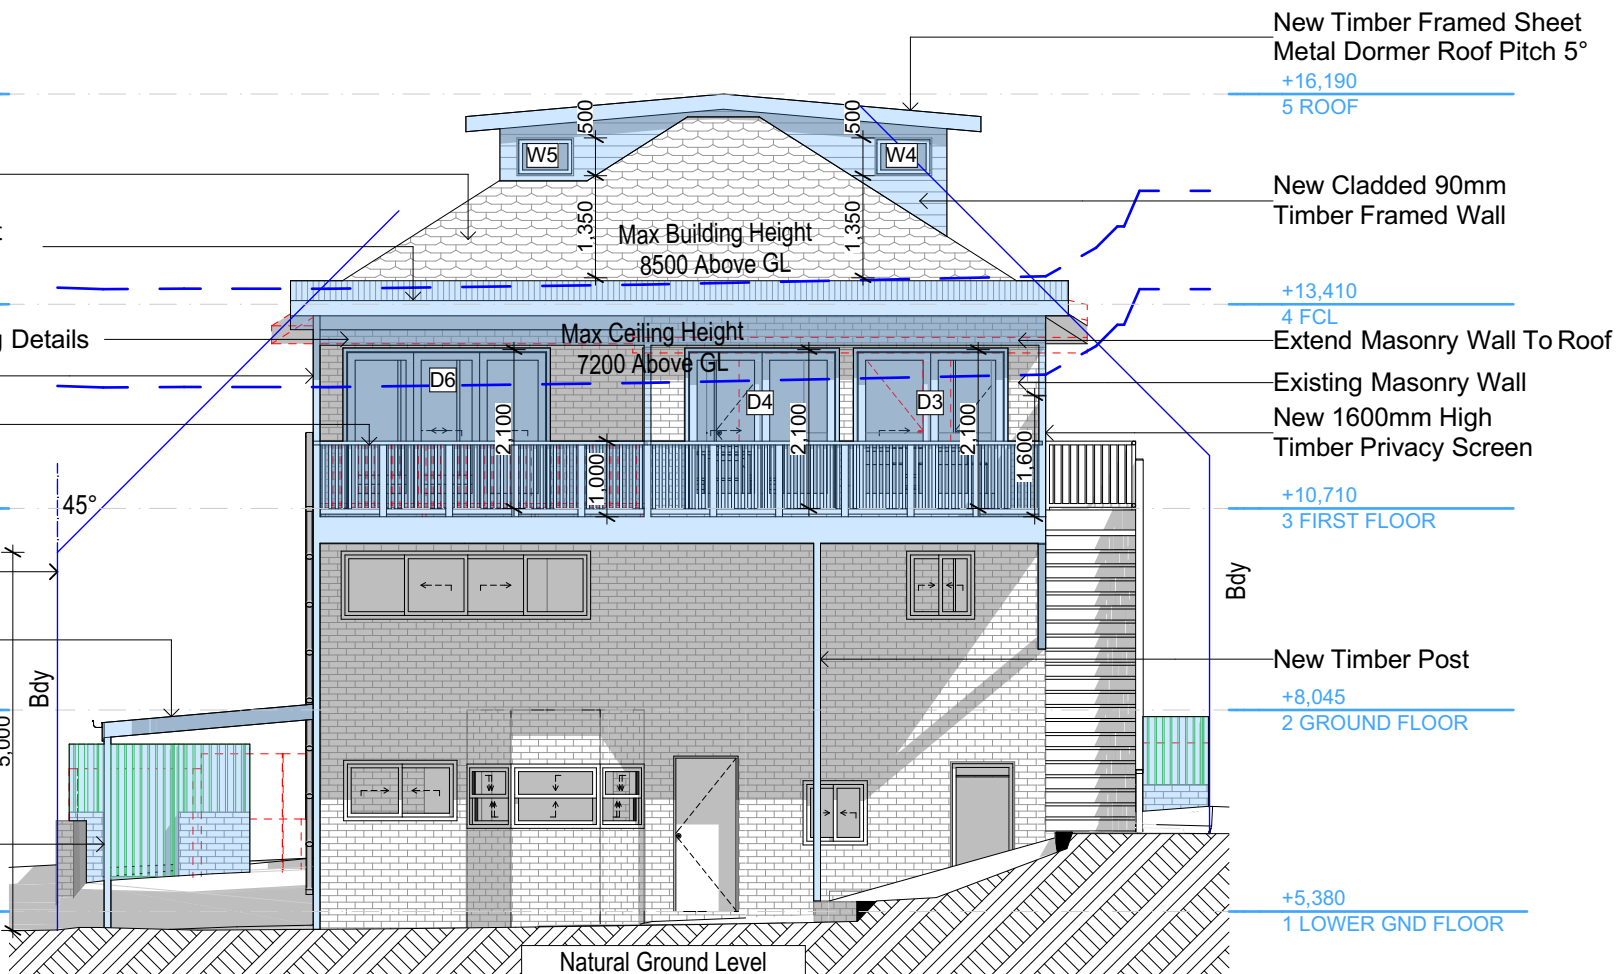 New Timber Framed Sheet
Metal Dormer Roof Pitch 5°
+16,190
5 ROOF
500
500
W5
W4
New Cladded 90mm
Timber Framed Wall
1,350
1,350
Max Building Height
8500 Above GL
+13,410
4 FCL
g Details
Max Ceiling Height
7200 Above GL
Extend Masonry Wall To Roof
D6
D4
D3
Existing Masonry Wall
New 1600mm High
Timber Privacy Screen
2,100
2,100
2,100
1,600
1,000
45°
+10,710
3 FIRST FLOOR
Bdy
Bdy
New Timber Post
5,000
+8,045
2 GROUND FLOOR
+5,380
1 LOWER GND FLOOR
Natural Ground Level